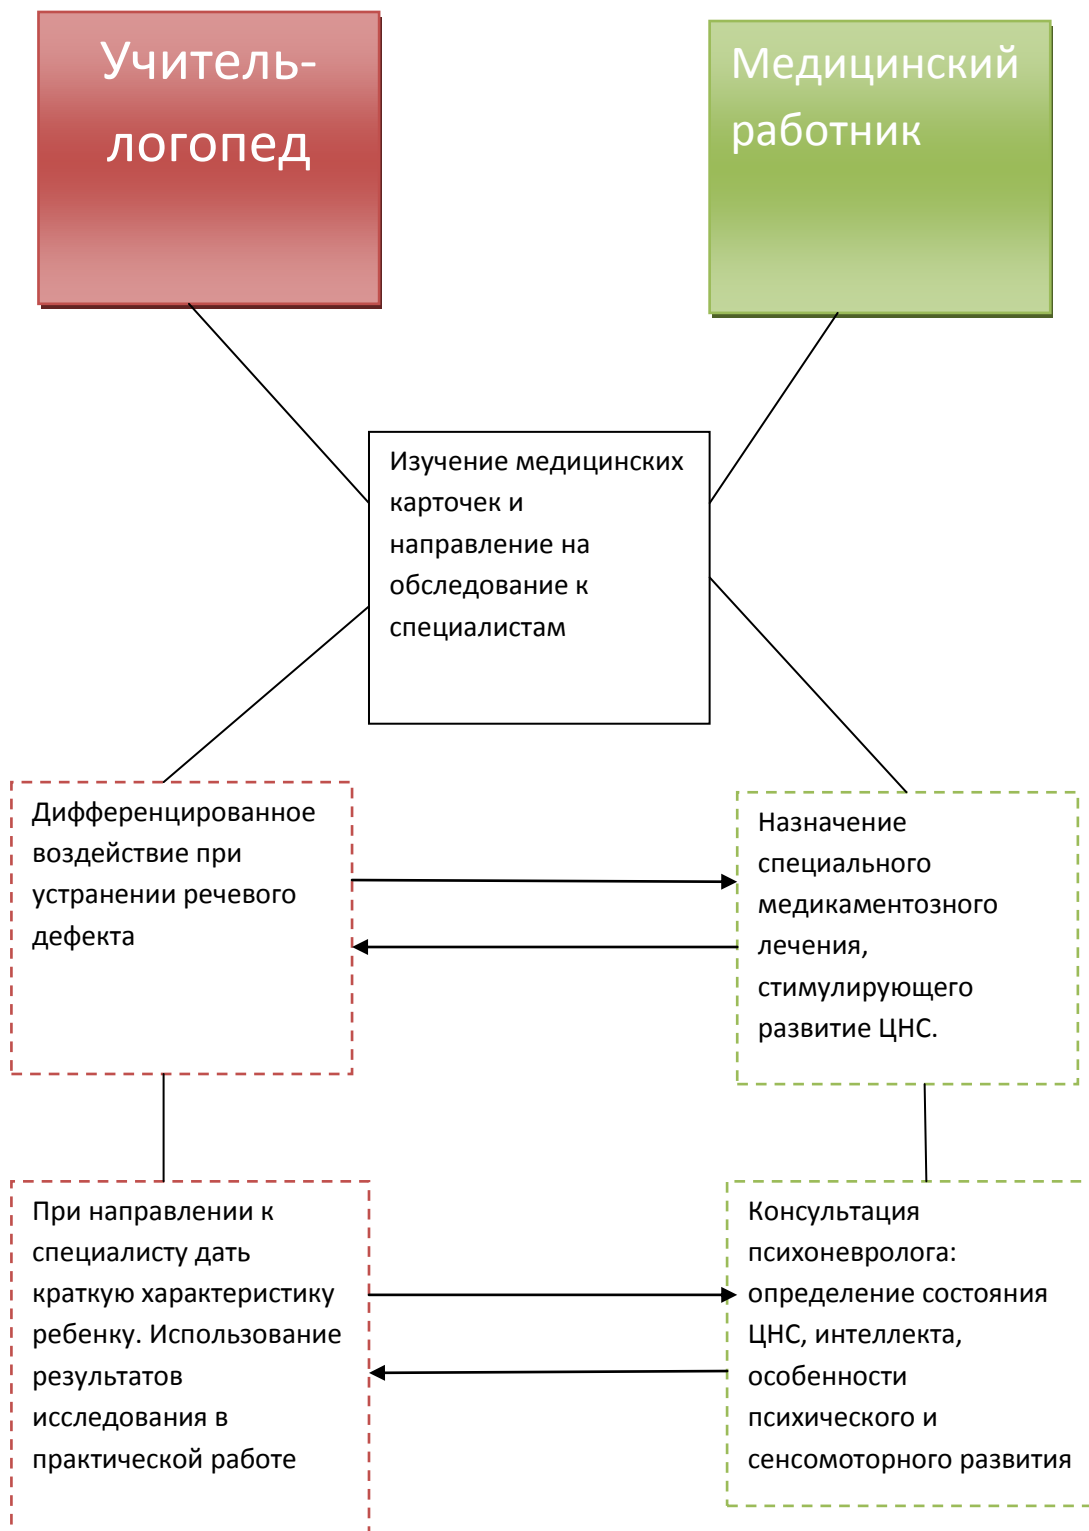 Учитель-
логопед
Медицинский
работник
Изучение медицинских
карточек и
направление на
обследование к
специалистам
Дифференцированное
воздействие при
устранении речевого
дефекта
Назначение
специального
медикаментозного
лечения,
стимулирующего
развитие ЦНС.
При направлении к
специалисту дать
краткую характеристику
ребенку. Использование
результатов
исследования в
практической работе
Консультация
психоневролога:
определение состояния
ЦНС, интеллекта,
особенности
психического и
сенсомоторного развития